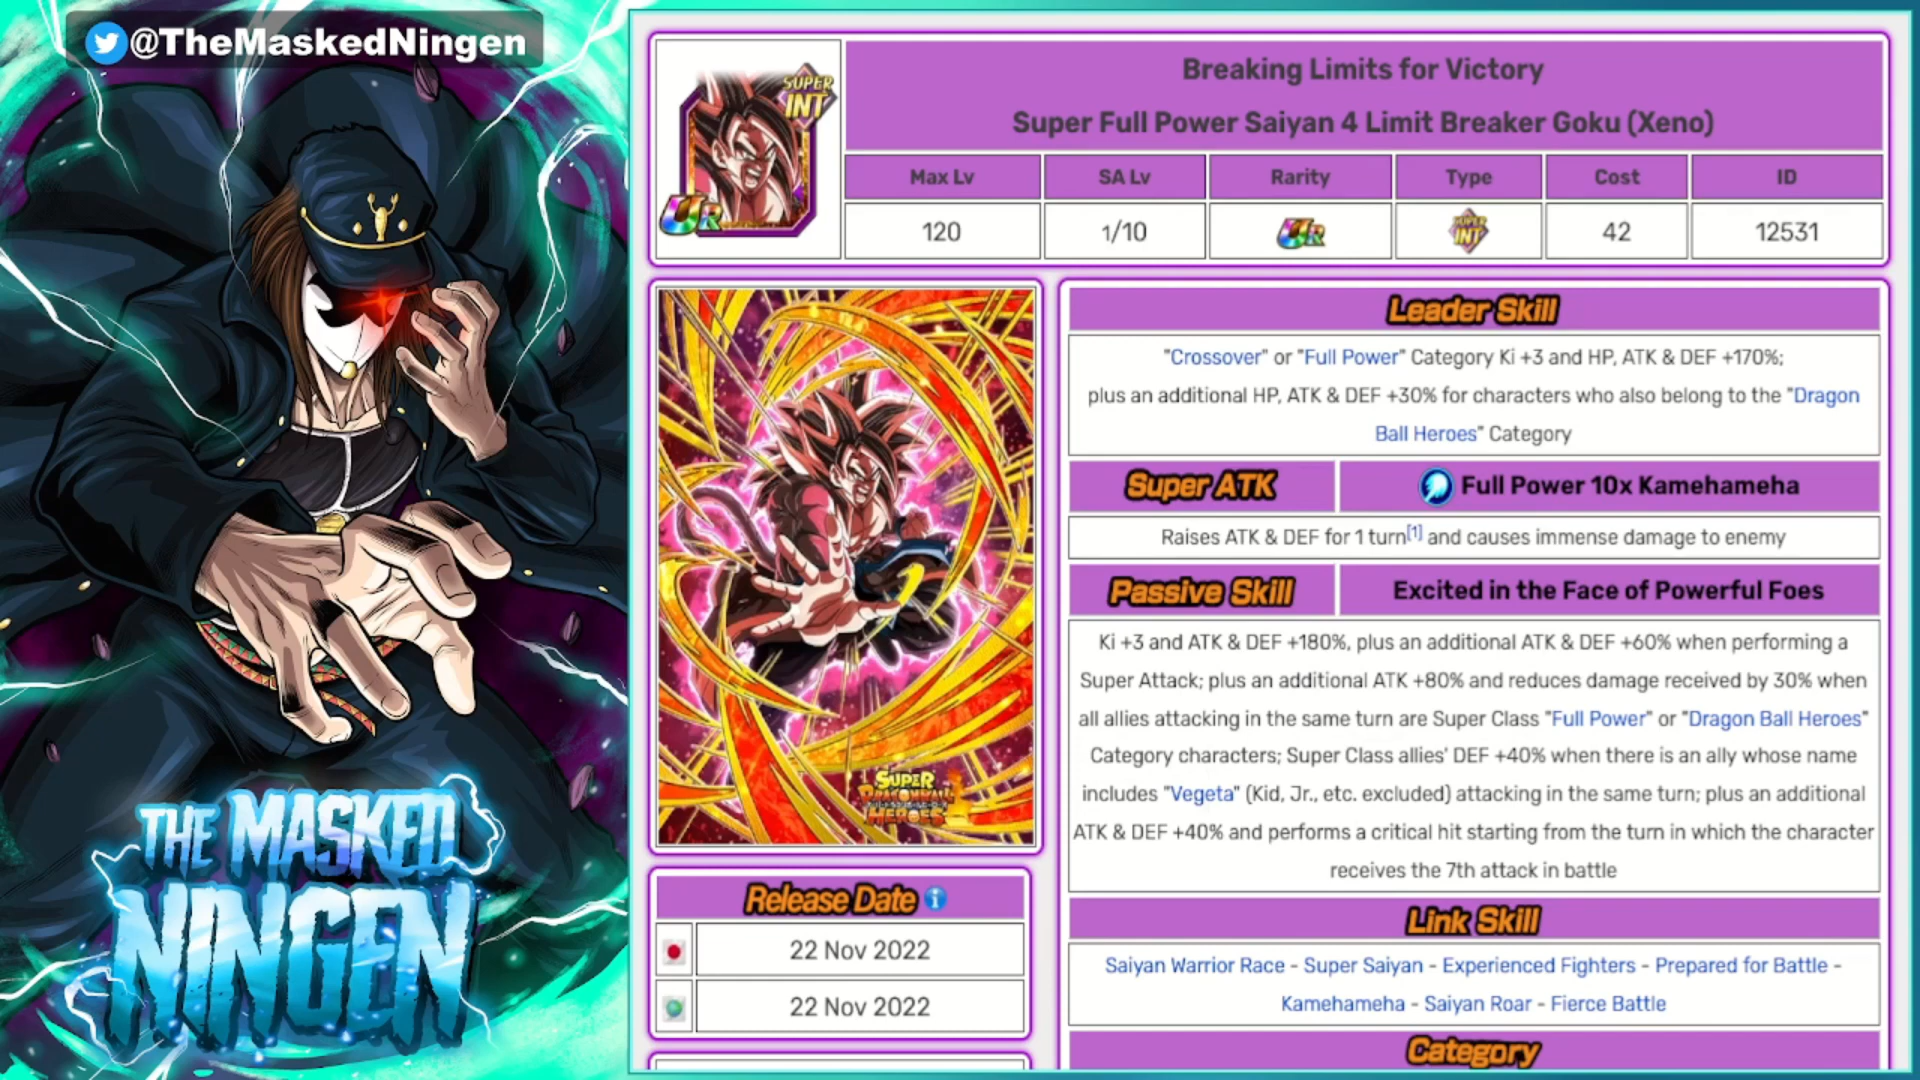 @TheMaskedNingen
THE MASKED
NINGEN
SUPER
INT
UR
Breaking Limits for Victory
Super Full Power Saiyan 4 Limit Breaker Goku (Xeno)
Max Lv SA Lv Rarity Type Cost ID
120 1/10 UR SUPER INT 42 12531
SUPER
DRAGONBALL
HEROES
Release Date
22 Nov 2022
22 Nov 2022
Leader Skill
"Crossover" or "Full Power" Category Ki +3 and HP, ATK & DEF +170%;
plus an additional HP, ATK & DEF +30% for characters who also belong to the "Dragon
Ball Heroes" Category
Super ATK Full Power 10x Kamehameha
Raises ATK & DEF for 1 turn[1] and causes immense damage to enemy
Passive Skill Excited in the Face of Powerful Foes
Ki +3 and ATK & DEF +180%, plus an additional ATK & DEF +60% when performing a
Super Attack; plus an additional ATK +80% and reduces damage received by 30% when
all allies attacking in the same turn are Super Class "Full Power" or "Dragon Ball Heroes"
Category characters; Super Class allies' DEF +40% when there is an ally whose name
includes "Vegeta" (Kid, Jr., etc. excluded) attacking in the same turn; plus an additional
ATK & DEF +40% and performs a critical hit starting from the turn in which the character
receives the 7th attack in battle
Link Skill
Saiyan Warrior Race - Super Saiyan - Experienced Fighters - Prepared for Battle -
Kamehameha - Saiyan Roar - Fierce Battle
Category